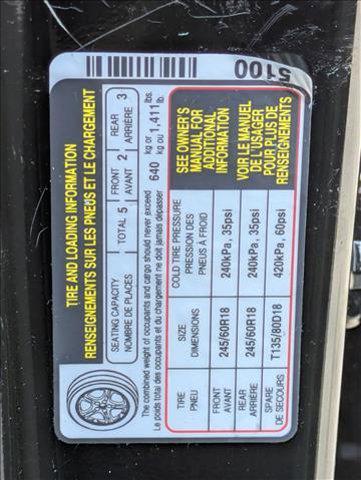 5100
TIRE AND LOADING INFORMATION
RENSEIGNEMENTS SUR LES PNEUS ET LE CHARGEMENT
SEATING CAPACITY
NOMBRE DE PLACES
TOTAL 5
FRONT
AVANT 2
REAR
ARRIÈRE 3
The combined weight of occupants and cargo should never exceed
Le poids total des occupants et du chargement ne doit jamais dépasser
640 kg or 1,411 lbs.
kg ou lb.
TIRE
PNEU
SIZE
DIMENSIONS
COLD TIRE PRESSURE
PRESSION DES
PNEUS À FROID
FRONT
AVANT
245/60R18
240kPa, 35psi
REAR
ARRIÈRE
245/60R18
240kPa, 35psi
SPARE
DE SECOURS
T135/80D18
420kPa, 60psi
SEE OWNER'S
MANUAL FOR
ADDITIONAL
INFORMATION
VOIR LE MANUEL
DE L'USAGER
POUR PLUS DE
RENSEIGNEMENTS